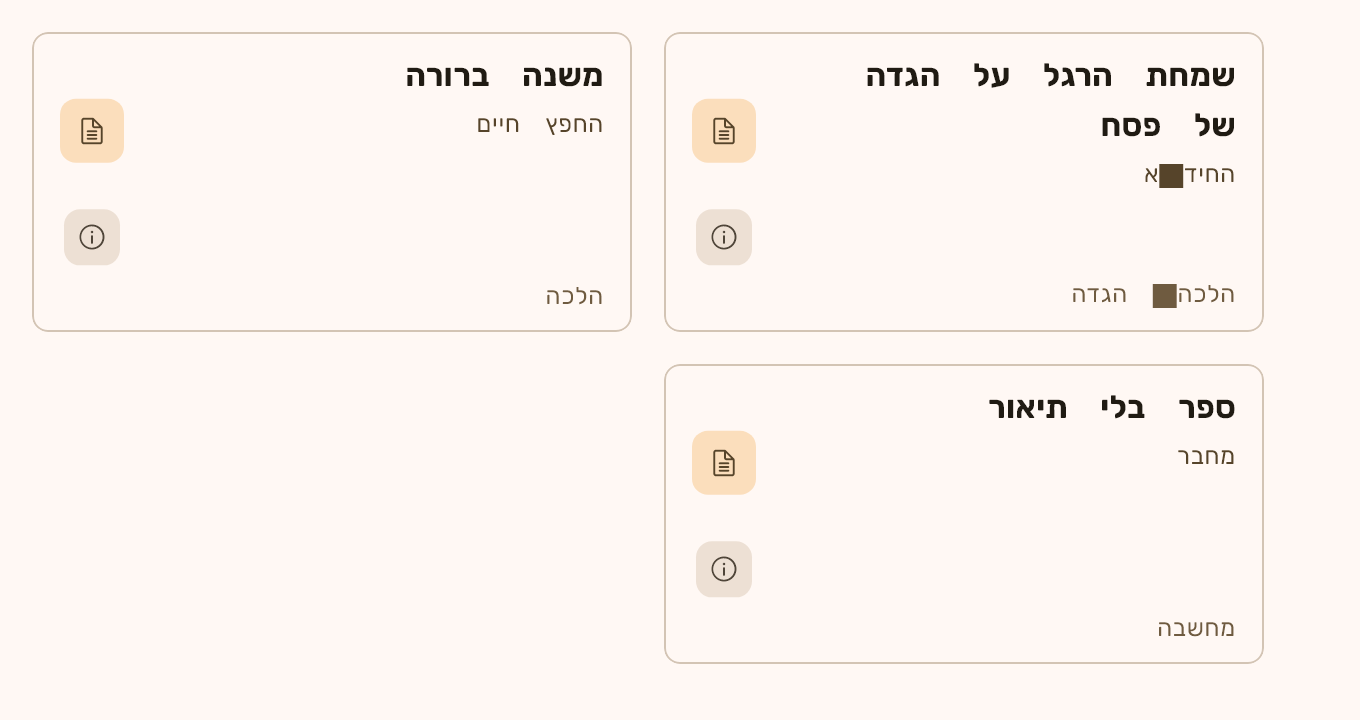 שמחת הרגל על הגדה
של פסח
החיד█א
הלכה█ הגדה
משנה ברורה
החפץ חיים
הלכה
ספר בלי תיאור
מחבר
מחשבה